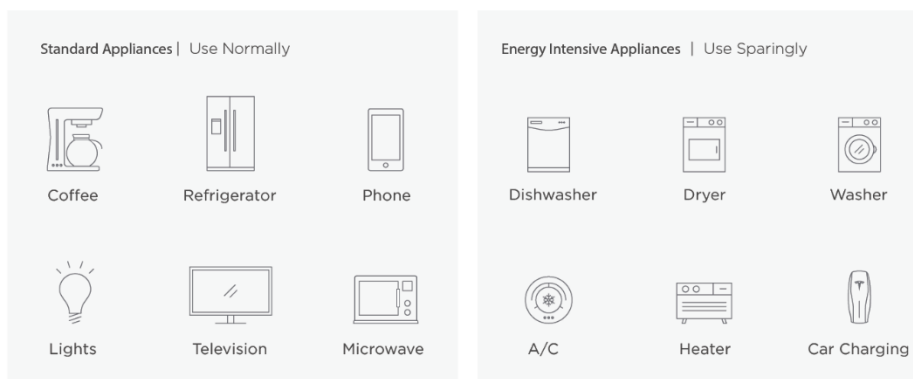 Standard Appliances | Use Normally
Coffee
Refrigerator
Phone
Lights
Television
Microwave
Energy Intensive Appliances | Use Sparingly
Dishwasher
Dryer
Washer
A/C
Heater
Car Charging